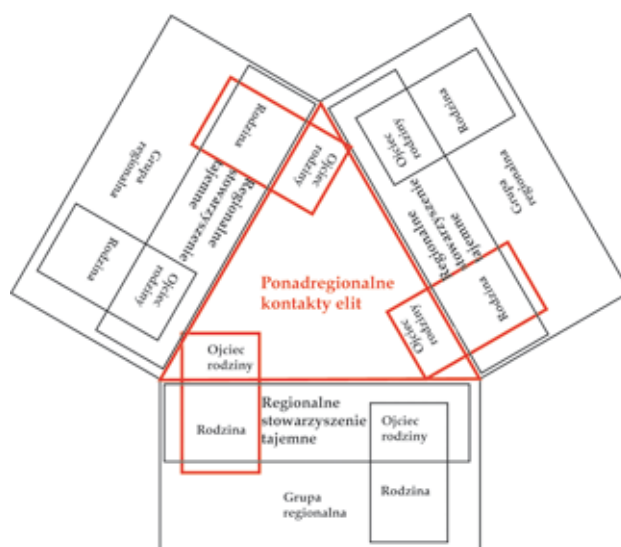 Rodzina
Ojciec
rodziny
Grupa
regionalna
Regionalne
stowarzyszenie
tajemne
Rodzina
Ojciec
rodziny
Rodzina
Ojciec
rodziny
Grupa
regionalna
Regionalne
stowarzyszenie
tajemne
Rodzina
Ojciec
rodziny
Ponadregionalne
kontakty elit
Ojciec
rodziny
Rodzina
Regionalne
stowarzyszenie
tajemne
Ojciec
rodziny
Rodzina
Grupa
regionalna